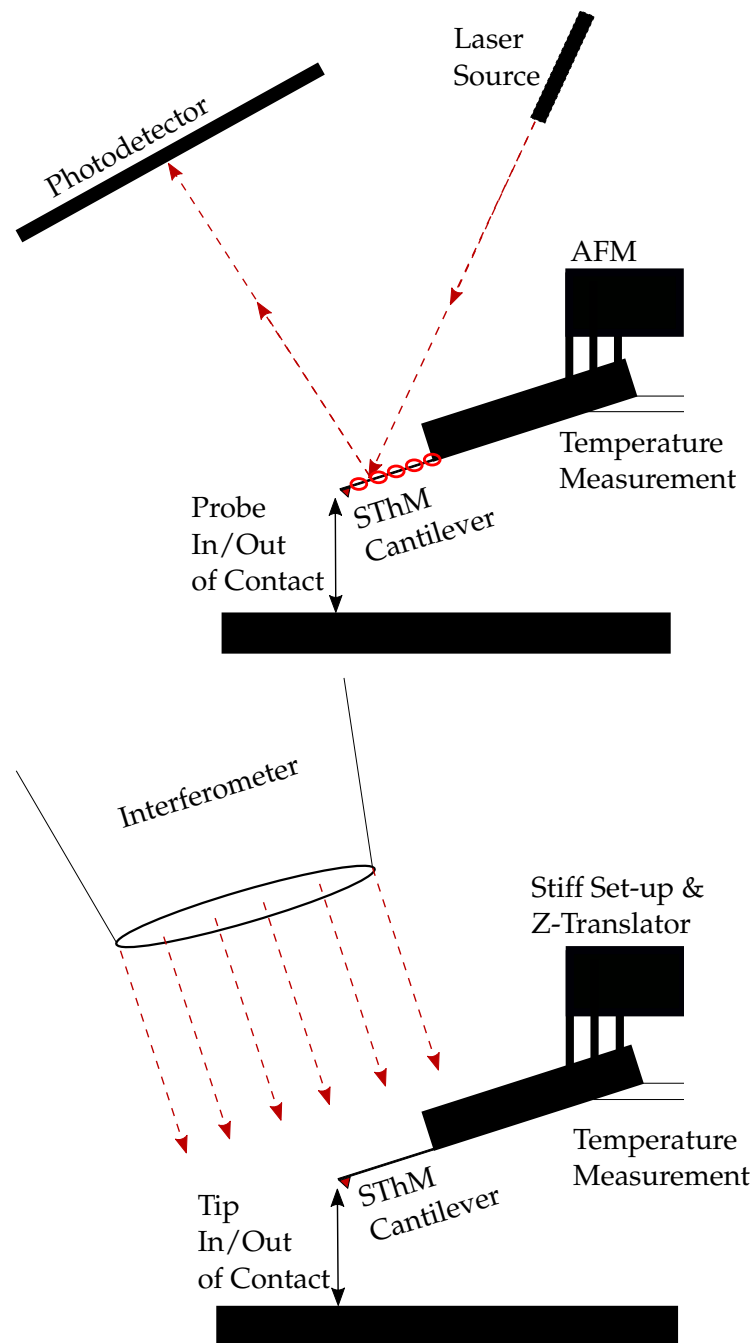 Laser
Source
Photodetector
AFM
Temperature
Measurement
SThM
Cantilever
Probe
In/Out
of Contact
Interferometer
Stiff Set-up &
Z-Translator
Temperature
Measurement
SThM
Cantilever
Tip
In/Out
of Contact